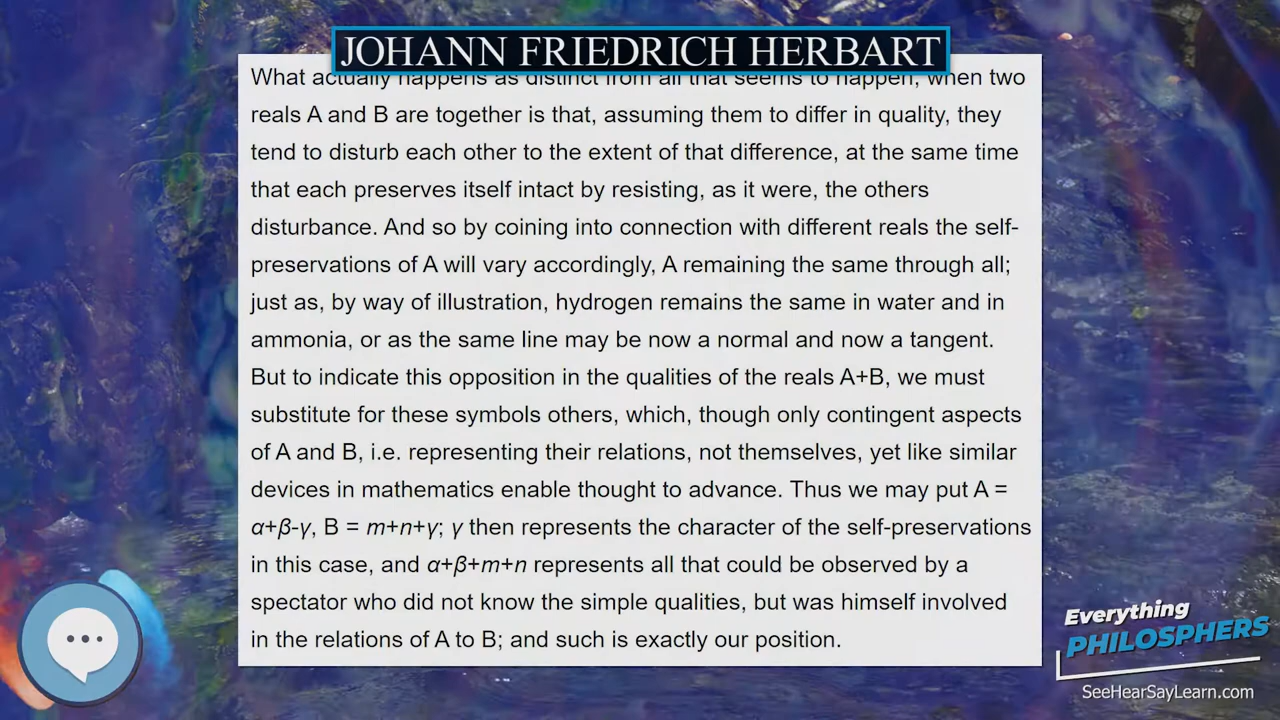 JOHANN FRIEDRICH HERBART
What actually happens as distinct from all that seems to happen, when two
reals A and B are together is that, assuming them to differ in quality, they
tend to disturb each other to the extent of that difference, at the same time
that each preserves itself intact by resisting, as it were, the others
disturbance. And so by coining into connection with different reals the self-
preservations of A will vary accordingly, A remaining the same through all;
just as, by way of illustration, hydrogen remains the same in water and in
ammonia, or as the same line may be now a normal and now a tangent.
But to indicate this opposition in the qualities of the reals A+B, we must
substitute for these symbols others, which, though only contingent aspects
of A and B, i.e. representing their relations, not themselves, yet like similar
devices in mathematics enable thought to advance. Thus we may put A =
α+β-γ, B = m+n+γ; γ then represents the character of the self-preservations
in this case, and α+β+m+n represents all that could be observed by a
spectator who did not know the simple qualities, but was himself involved
in the relations of A to B; and such is exactly our position.
Everything
PHILOSPHERS
SeeHearSayLearn.com